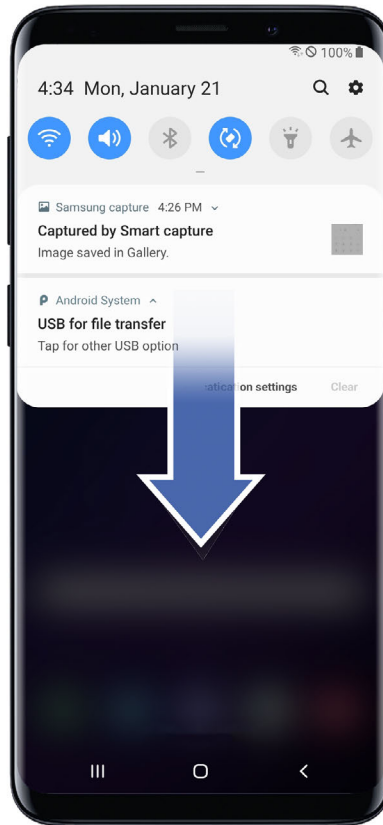 100%
4:34 Mon, January 21
Samsung capture 4:26 PM
Captured by Smart capture
Image saved in Gallery.
Android System
USB for file transfer
Tap for other USB option
settings Clear